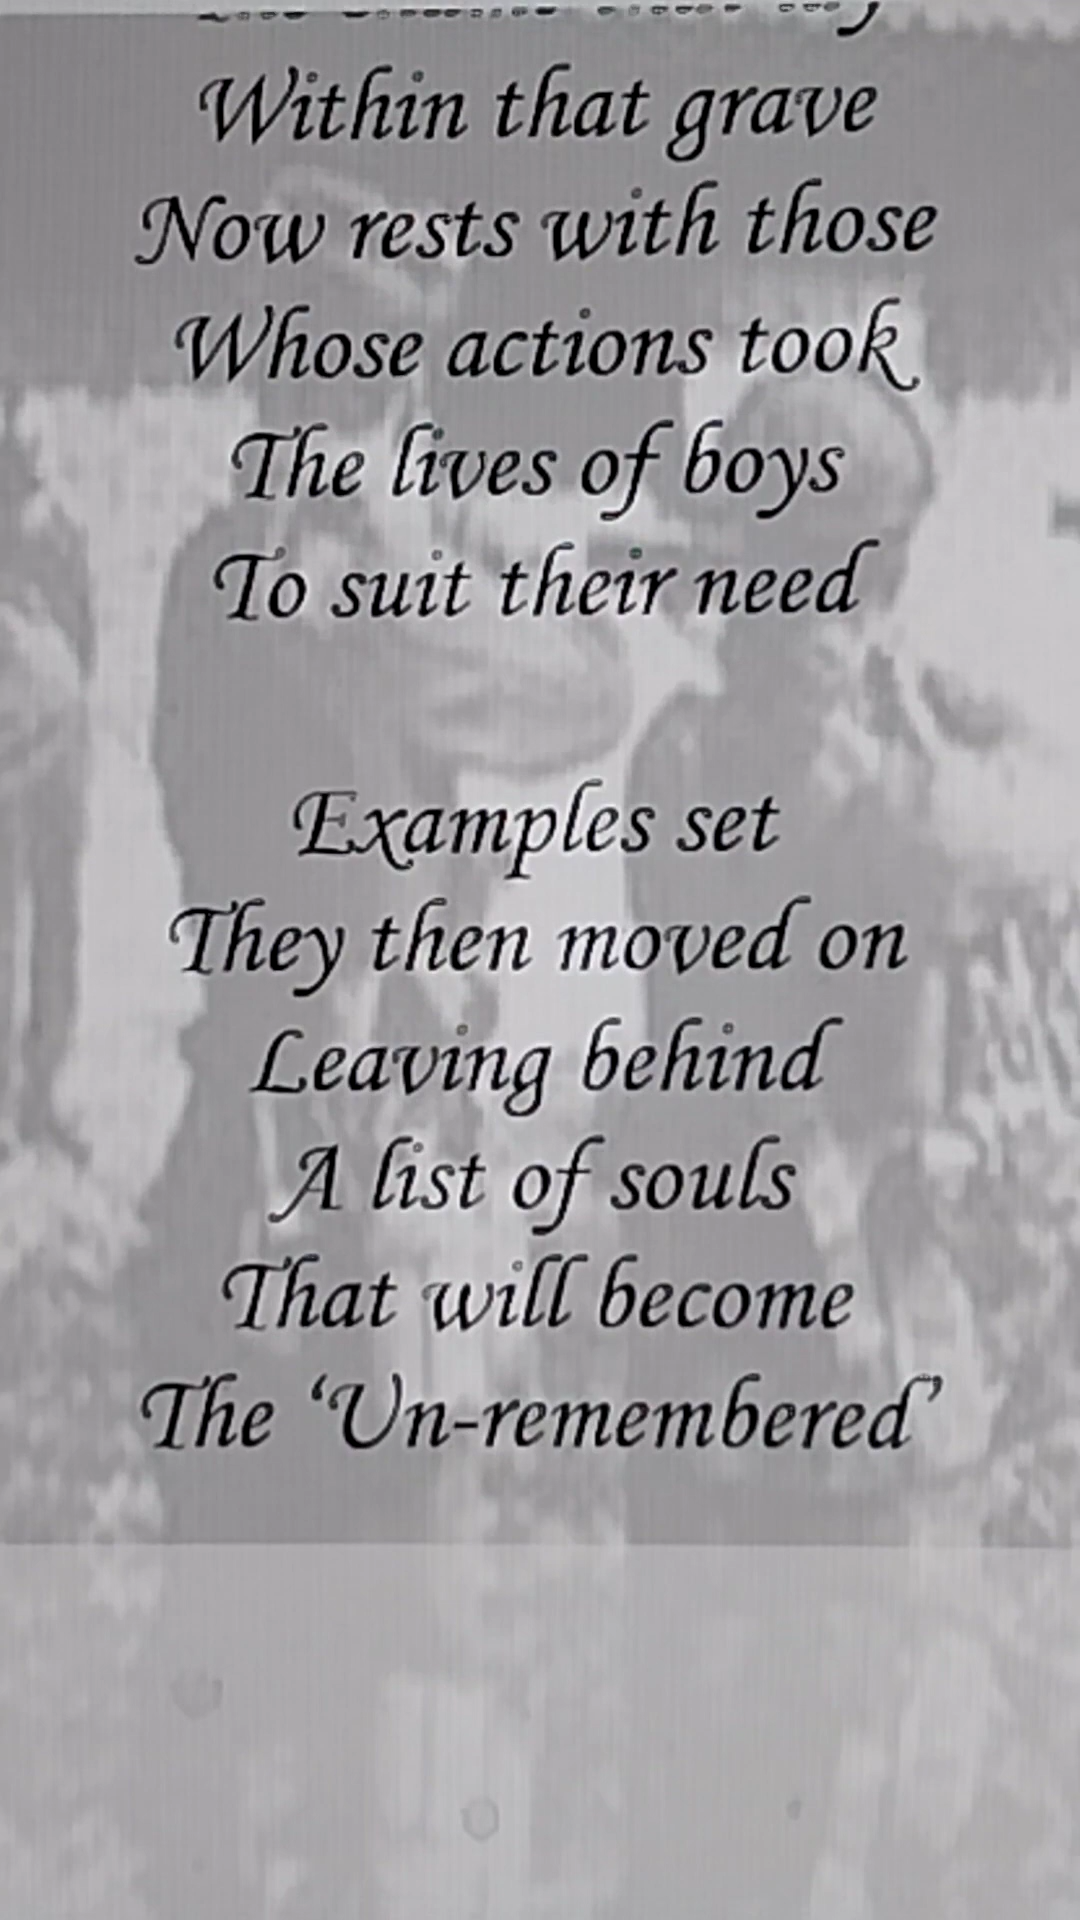 Within that grave
Now rests with those
Whose actions took
The lives of boys
To suit their need
Examples set
They then moved on
Leaving behind
A list of souls
That will become
The ‘Un-remembered’